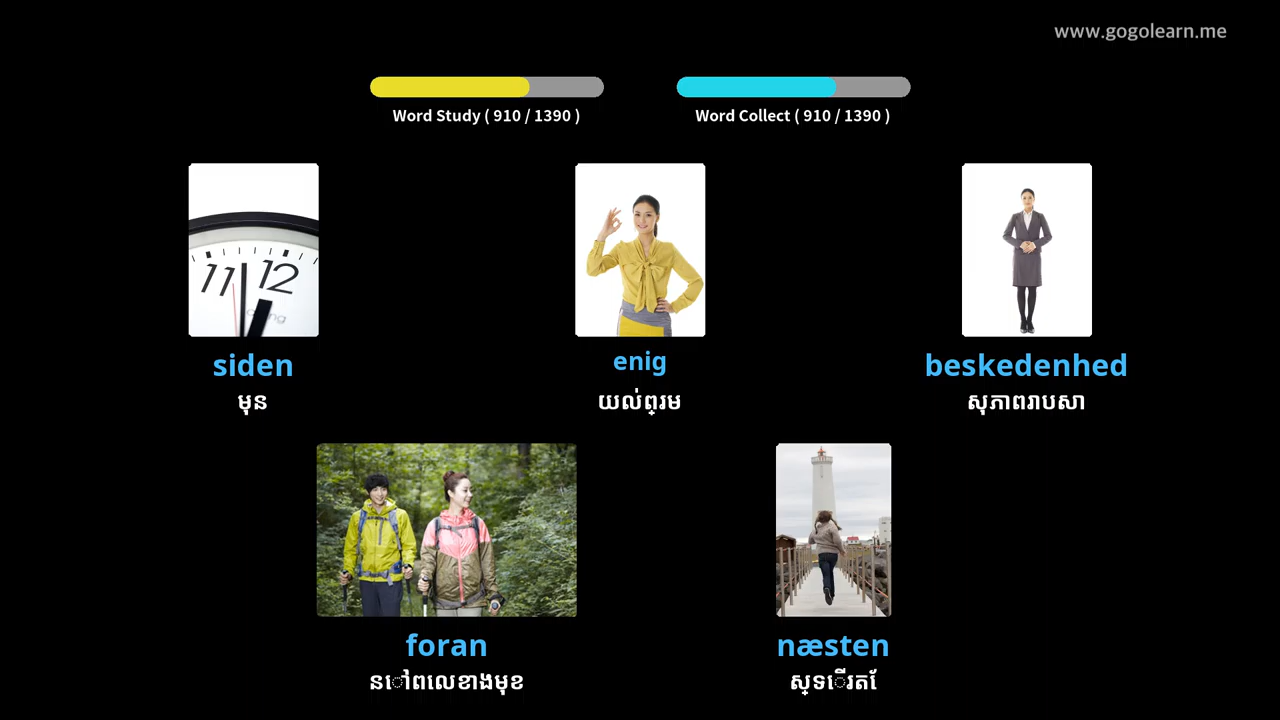 www.gogolearn.me
Word Study ( 910 / 1390 )
Word Collect ( 910 / 1390 )
11 12
siden
enig
beskedenhed
មុន
យល់ព្រម
សុភាពរាបសា
foran
næsten
នៅពេលខាងមុខ
ស្ទើរតែ